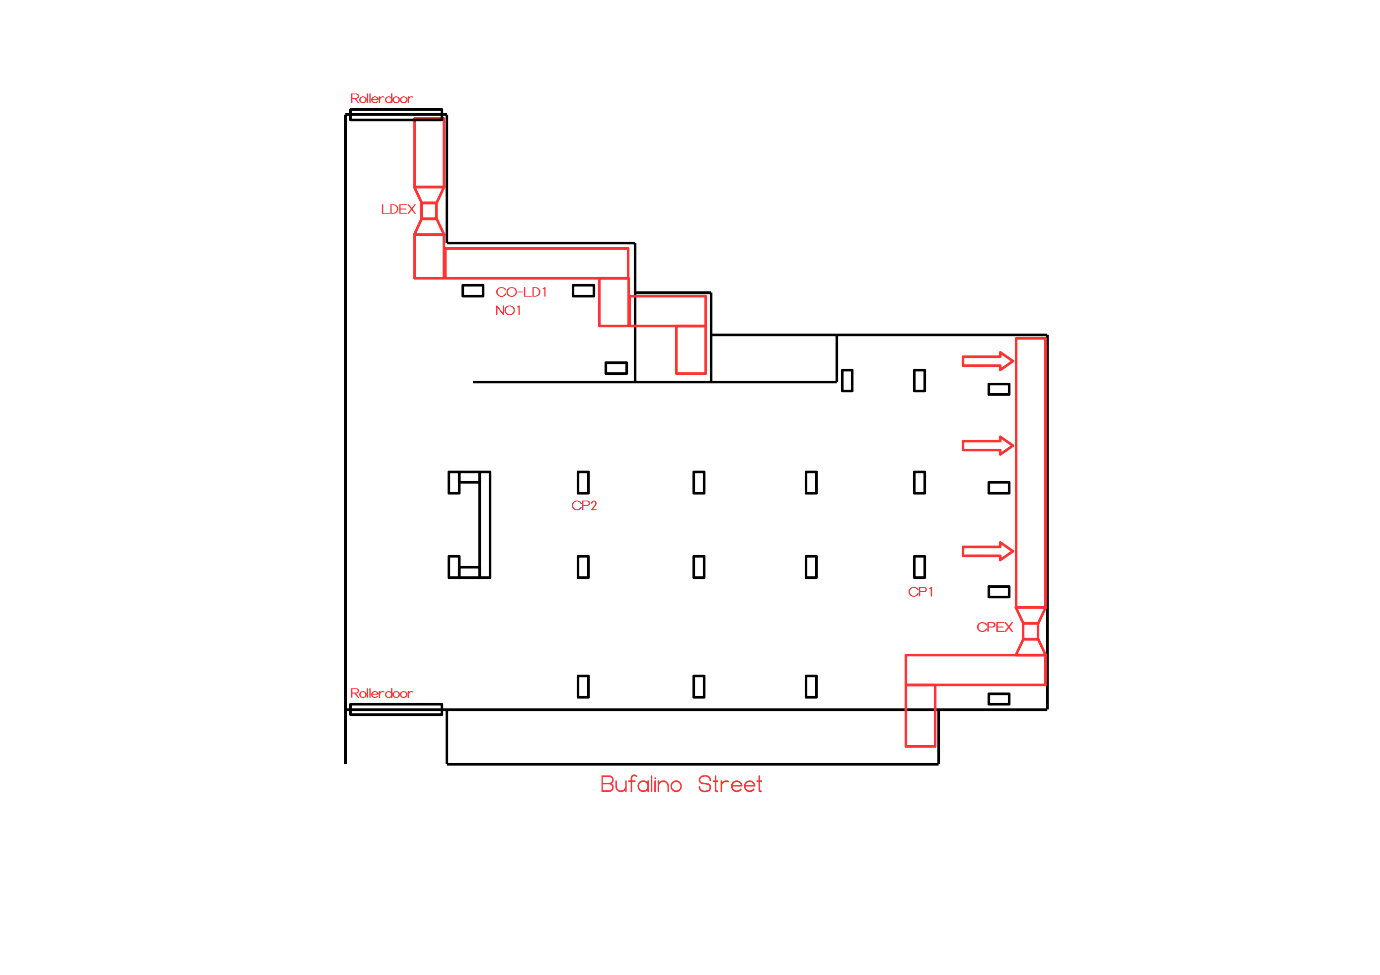 Rollerdoor
LDEX
CO-LD1
NO1
CP2
CP1
CPEX
Rollerdoor
Bufalino Street